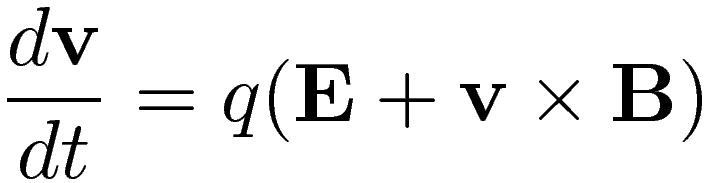 d𝐯/dt = q(𝐄 + 𝐯 × 𝐁)